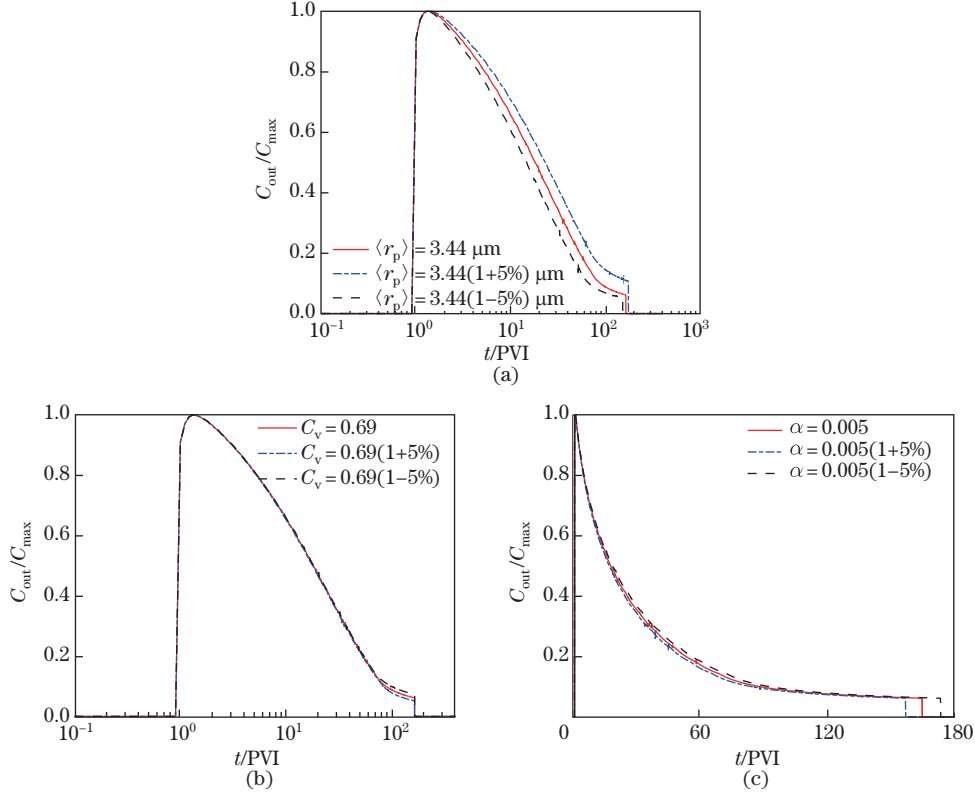 (a)
1.0
0.8
0.6
0.4
0.2
0.0
C_out/C_max
⟨r_p⟩ = 3.44 μm
⟨r_p⟩ = 3.44(1+5%) μm
⟨r_p⟩ = 3.44(1−5%) μm
10^−1 10^0 10^1 10^2 10^3
t/PVI
(a)
1.0
0.8
0.6
0.4
0.2
0.0
C_out/C_max
C_v = 0.69
C_v = 0.69(1+5%)
C_v = 0.69(1−5%)
10^−1 10^0 10^1 10^2
t/PVI
(b)
1.0
0.8
0.6
0.4
0.2
C_out/C_max
α = 0.005
α = 0.005(1+5%)
α = 0.005(1−5%)
0 60 120 180
t/PVI
(c)